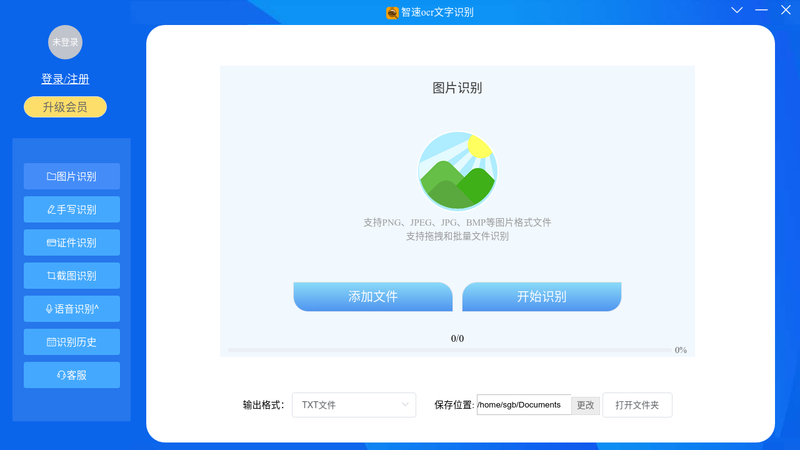 智速ocr文字识别
未登录
登录/注册
升级会员
图片识别
手写识别
证件识别
截图识别
语音识别^
识别历史
客服
图片识别
支持PNG、JPEG、JPG、BMP等图片格式文件
支持拖拽和批量文件识别
添加文件 开始识别
0/0
0%
输出格式: TXT文件 保存位置: /home/sgb/Documents 更改 打开文件夹